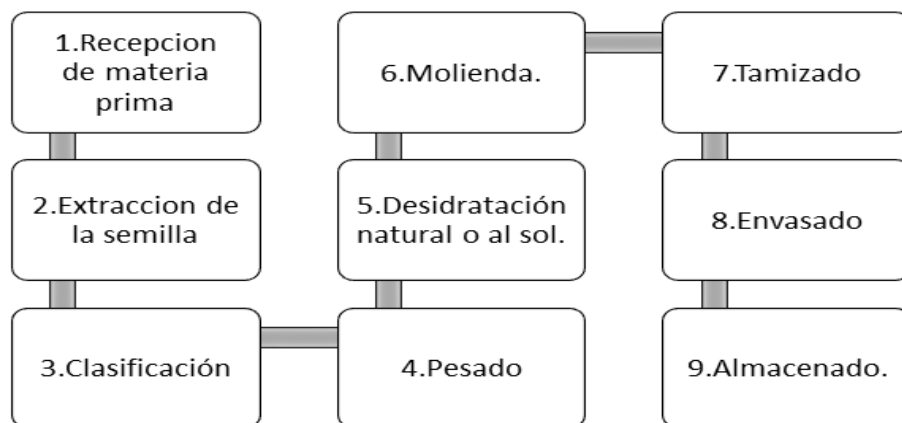 1.Recepcion
de materia
prima
2.Extraccion de
la semilla
3.Clasificación
4.Pesado
5.Desidratación
natural o al sol.
6.Molienda.
7.Tamizado
8.Envasado
9.Almacenado.